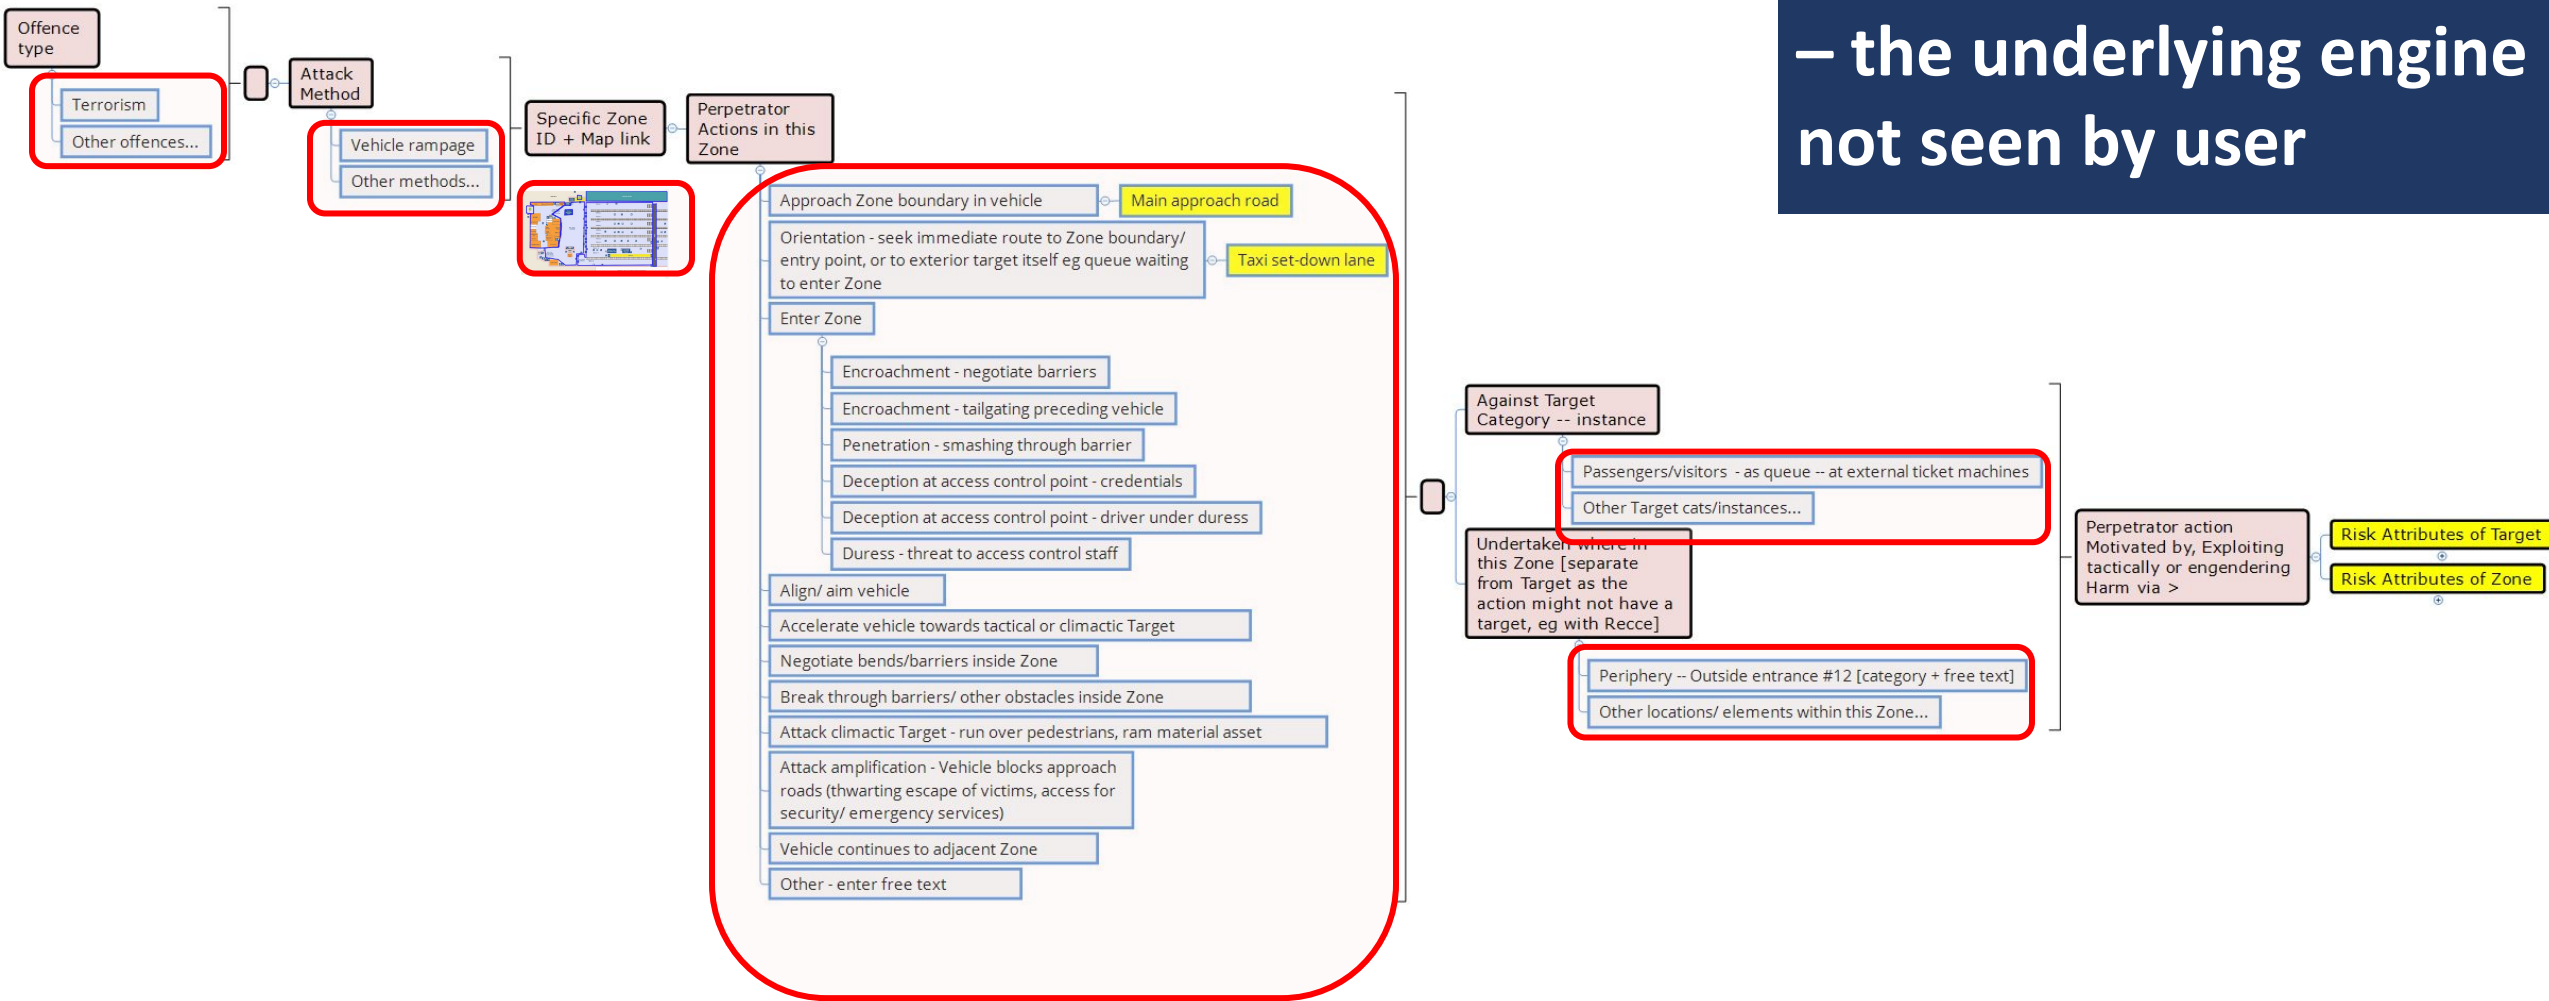 – the underlying engine
not seen by user
Offence
type
Terrorism
Other offences...
Attack
Method
Vehicle rampage
Other methods...
Specific Zone
ID + Map link
Perpetrator
Actions in this
Zone
Approach Zone boundary in vehicle
Main approach road
Orientation - seek immediate route to Zone boundary/
entry point, or to exterior target itself eg queue waiting
to enter Zone
Taxi set-down lane
Enter Zone
Encroachment - negotiate barriers
Encroachment - tailgating preceding vehicle
Penetration - smashing through barrier
Deception at access control point - credentials
Deception at access control point - driver under duress
Duress - threat to access control staff
Align/ aim vehicle
Accelerate vehicle towards tactical or climactic Target
Negotiate bends/barriers inside Zone
Break through barriers/ other obstacles inside Zone
Attack climactic Target - run over pedestrians, ram material asset
Attack amplification - Vehicle blocks approach
roads (thwarting escape of victims, access for
security/ emergency services)
Vehicle continues to adjacent Zone
Other - enter free text
Against Target
Category -- instance
Passengers/visitors - as queue -- at external ticket machines
Other Target cats/instances...
Undertaken where in
this Zone [separate
from Target as the
action might not have a
target, eg with Recce]
Periphery -- Outside entrance #12 [category + free text]
Other locations/ elements within this Zone...
Perpetrator action
Motivated by, Exploiting
tactically or engendering
Harm via >
Risk Attributes of Target
Risk Attributes of Zone